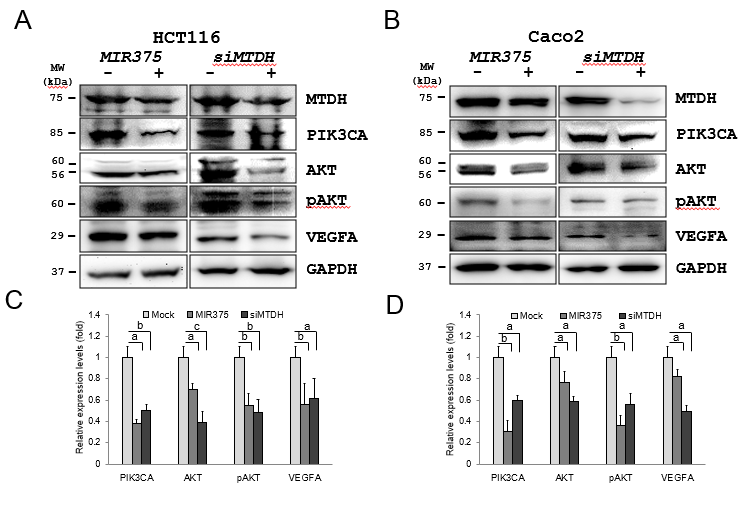 A
HCT116
MIR375 siMTDH
MW (kDa) − + − +
75 MTDH
85 PIK3CA
60
56 AKT
60 pAKT
29 VEGFA
37 GAPDH
B
Caco2
MIR375 siMTDH
MW (kDa) − + − +
75 MTDH
85 PIK3CA
60
56 AKT
60 pAKT
29 VEGFA
37 GAPDH
C
Relative expression levels (fold)
1.4
1.2
1
0.8
0.6
0.4
0.2
0
Mock MIR375 siMTDH
b c b a
a a b b
PIK3CA AKT pAKT VEGFA
D
Relative expression levels (fold)
1.4
1.2
1
0.8
0.6
0.4
0.2
0
Mock MIR375 siMTDH
a a a a
b a b a
PIK3CA AKT pAKT VEGFA